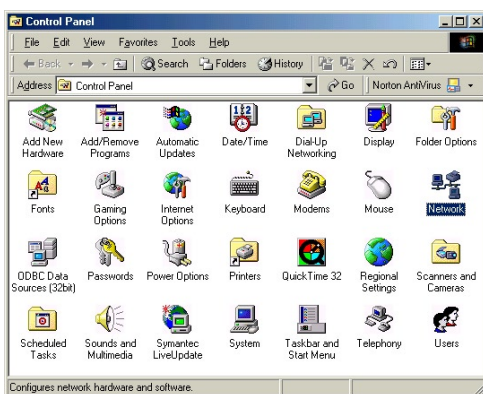 Control Panel
File Edit View Favorites Tools Help
Back Search Folders History
Address Control Panel Go Norton AntiVirus
Add New Hardware
Add/Remove Programs
Automatic Updates
Date/Time
Dial-Up Networking
Display
Folder Options
Fonts
Gaming Options
Internet Options
Keyboard
Modems
Mouse
Network
ODBC Data Sources (32bit)
Passwords
Power Options
Printers
QuickTime 32
Regional Settings
Scanners and Cameras
Scheduled Tasks
Sounds and Multimedia
Symantec LiveUpdate
System
Taskbar and Start Menu
Telephony
Users
Configures network hardware and software.